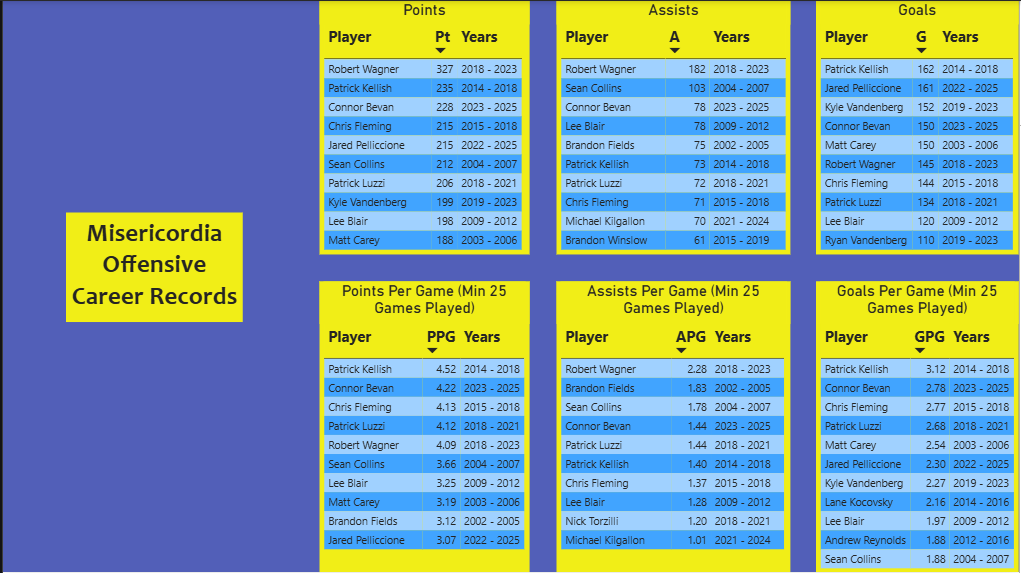 Misericordia
Offensive
Career Records
Points
Player Pt Years
Robert Wagner 327 2018 - 2023
Patrick Kellish 235 2014 - 2018
Connor Bevan 228 2023 - 2025
Chris Fleming 215 2015 - 2018
Jared Pelliccione 215 2022 - 2025
Sean Collins 212 2004 - 2007
Patrick Luzzi 206 2018 - 2021
Kyle Vandenberg 199 2019 - 2023
Lee Blair 198 2009 - 2012
Matt Carey 188 2003 - 2006
Assists
Player A Years
Robert Wagner 182 2018 - 2023
Sean Collins 103 2004 - 2007
Connor Bevan 78 2023 - 2025
Lee Blair 78 2009 - 2012
Brandon Fields 75 2002 - 2005
Patrick Kellish 73 2014 - 2018
Patrick Luzzi 72 2018 - 2021
Chris Fleming 71 2015 - 2018
Michael Kilgallon 70 2021 - 2024
Brandon Winslow 61 2015 - 2019
Goals
Player G Years
Patrick Kellish 162 2014 - 2018
Jared Pelliccione 161 2022 - 2025
Kyle Vandenberg 152 2019 - 2023
Connor Bevan 150 2023 - 2025
Matt Carey 150 2003 - 2006
Robert Wagner 145 2018 - 2023
Chris Fleming 144 2015 - 2018
Patrick Luzzi 134 2018 - 2021
Lee Blair 120 2009 - 2012
Ryan Vandenberg 110 2019 - 2023
Points Per Game (Min 25
Games Played)
Player PPG Years
Patrick Kellish 4.52 2014 - 2018
Connor Bevan 4.22 2023 - 2025
Chris Fleming 4.13 2015 - 2018
Patrick Luzzi 4.12 2018 - 2021
Robert Wagner 4.09 2018 - 2023
Sean Collins 3.66 2004 - 2007
Lee Blair 3.25 2009 - 2012
Matt Carey 3.19 2003 - 2006
Brandon Fields 3.12 2002 - 2005
Jared Pelliccione 3.07 2022 - 2025
Assists Per Game (Min 25
Games Played)
Player APG Years
Robert Wagner 2.28 2018 - 2023
Brandon Fields 1.83 2002 - 2005
Sean Collins 1.78 2004 - 2007
Connor Bevan 1.44 2023 - 2025
Patrick Luzzi 1.44 2018 - 2021
Patrick Kellish 1.40 2014 - 2018
Chris Fleming 1.37 2015 - 2018
Lee Blair 1.28 2009 - 2012
Nick Torzilli 1.20 2018 - 2021
Michael Kilgallon 1.01 2021 - 2024
Goals Per Game (Min 25
Games Played)
Player GPG Years
Patrick Kellish 3.12 2014 - 2018
Connor Bevan 2.78 2023 - 2025
Chris Fleming 2.77 2015 - 2018
Patrick Luzzi 2.68 2018 - 2021
Matt Carey 2.54 2003 - 2006
Jared Pelliccione 2.30 2022 - 2025
Kyle Vandenberg 2.27 2019 - 2023
Lane Kocovsky 2.16 2014 - 2016
Lee Blair 1.97 2009 - 2012
Andrew Reynolds 1.88 2012 - 2016
Sean Collins 1.88 2004 - 2007